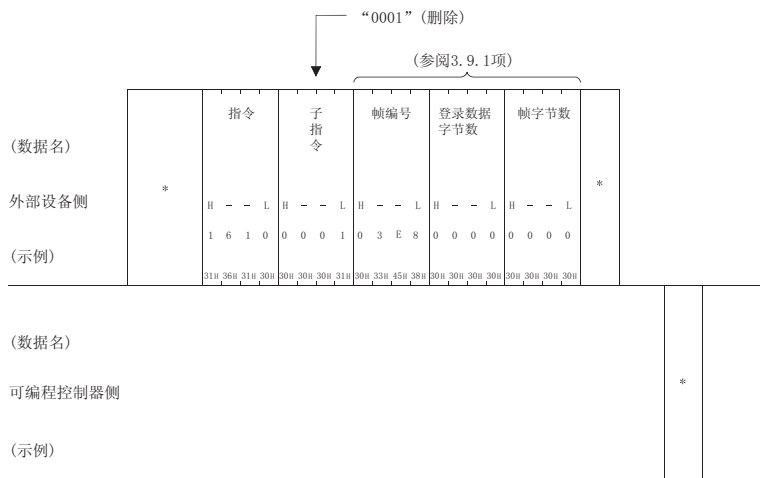 “0001”(删除)
(参阅3.9.1项)
指令 子指令 帧编号 登录数据字节数 帧字节数
(数据名)
* *
外部设备侧
H - - L H - - L H - - L H - - L H - - L
1 6 1 0 0 0 0 1 0 3 E 8 0 0 0 0 0 0 0 0
(示例)
31H 36H 31H 30H 30H 30H 30H 31H 30H 33H 45H 38H 30H 30H 30H 30H 30H 30H 30H 30H
(数据名)
*
可编程控制器侧
(示例)